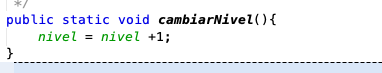 */
public static void cambiarNivel(){
nivel = nivel +1;
}